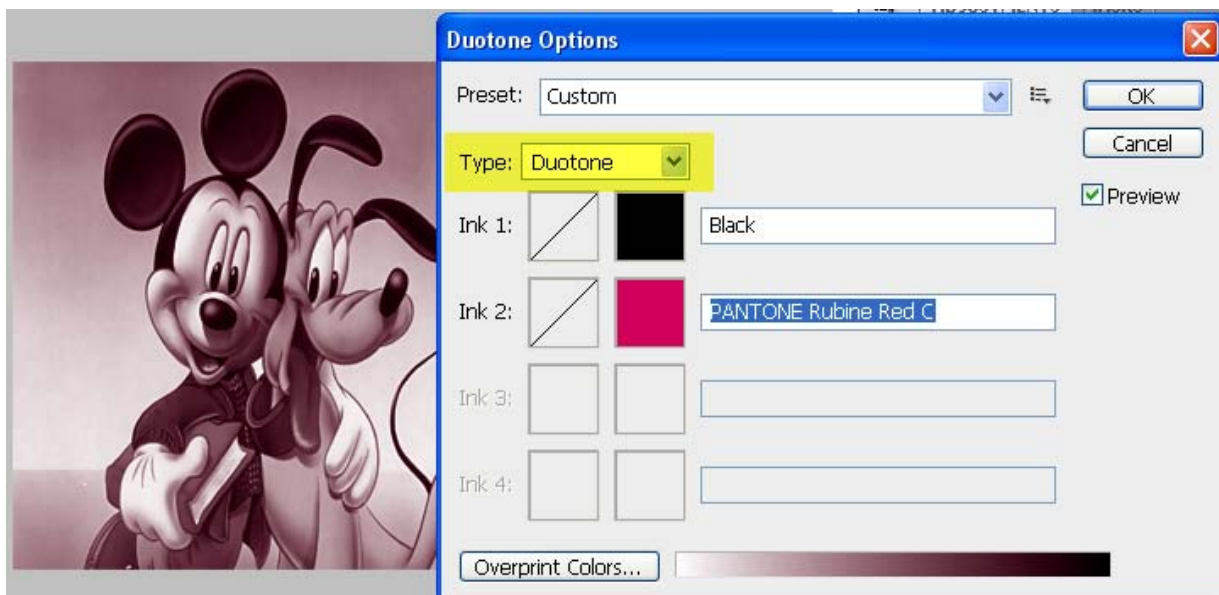 Duotone Options
Preset: Custom
OK
Cancel
Type: Duotone
Preview
Ink 1: Black
Ink 2: PANTONE Rubine Red C
Ink 3:
Ink 4:
Overprint Colors...